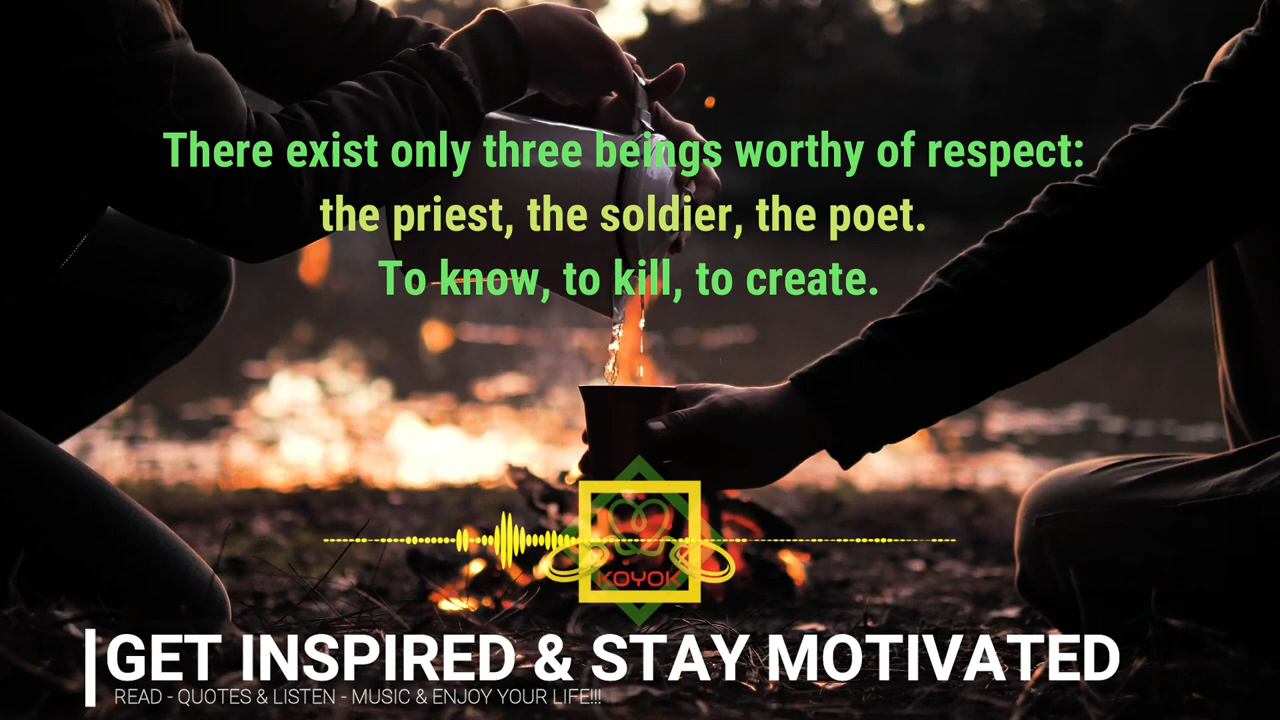 There exist only three beings worthy of respect:
the priest, the soldier, the poet.
To know, to kill, to create.
KOYOK
GET INSPIRED & STAY MOTIVATED
READ - QUOTES & LISTEN - MUSIC & ENJOY YOUR LIFE!!!